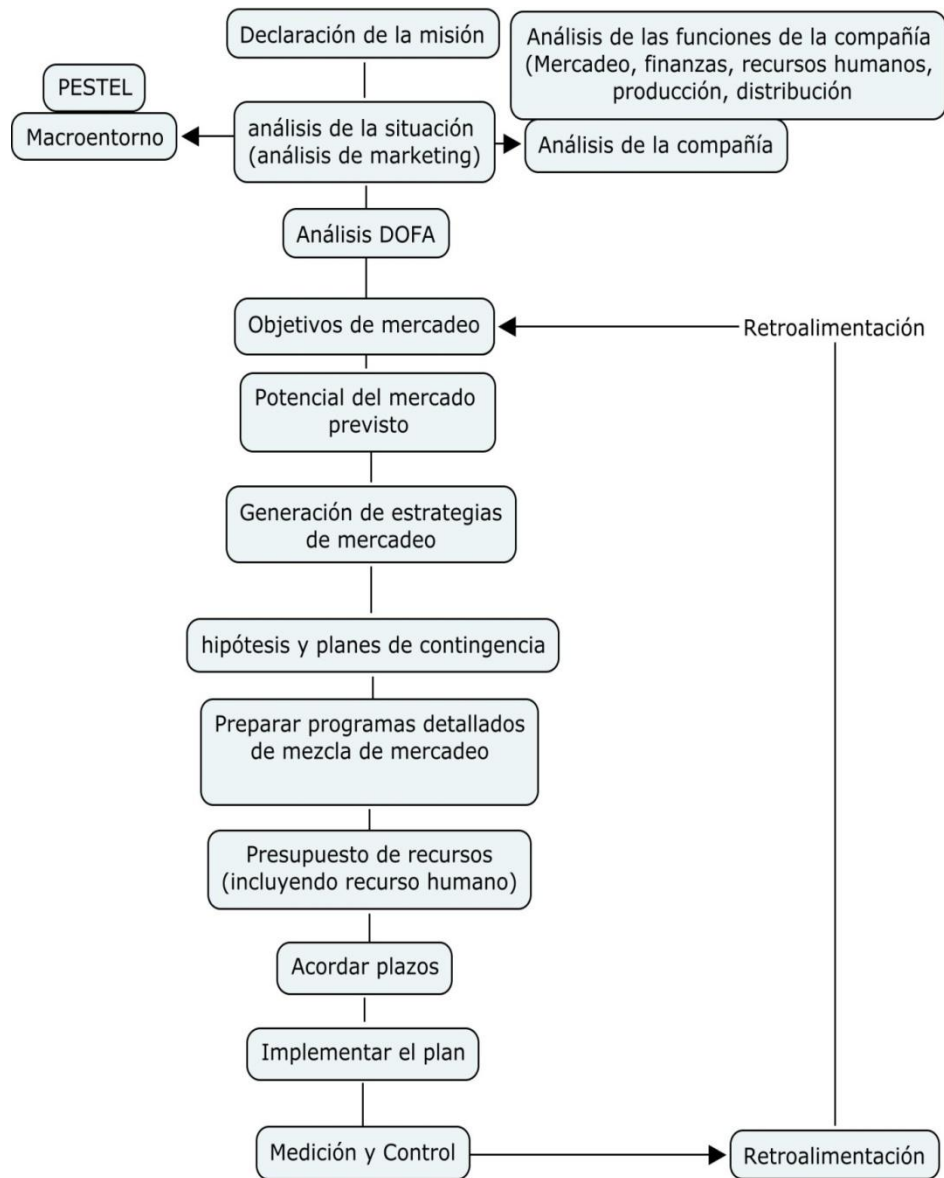 Declaración de la misión
Análisis de las funciones de la compañía
(Mercadeo, finanzas, recursos humanos,
producción, distribución
PESTEL
Macroentorno
análisis de la situación
(análisis de marketing)
Análisis de la compañía
Análisis DOFA
Objetivos de mercadeo
Retroalimentación
Potencial del mercado
previsto
Generación de estrategias
de mercadeo
hipótesis y planes de contingencia
Preparar programas detallados
de mezcla de mercadeo
Presupuesto de recursos
(incluyendo recurso humano)
Acordar plazos
Implementar el plan
Medición y Control
Retroalimentación